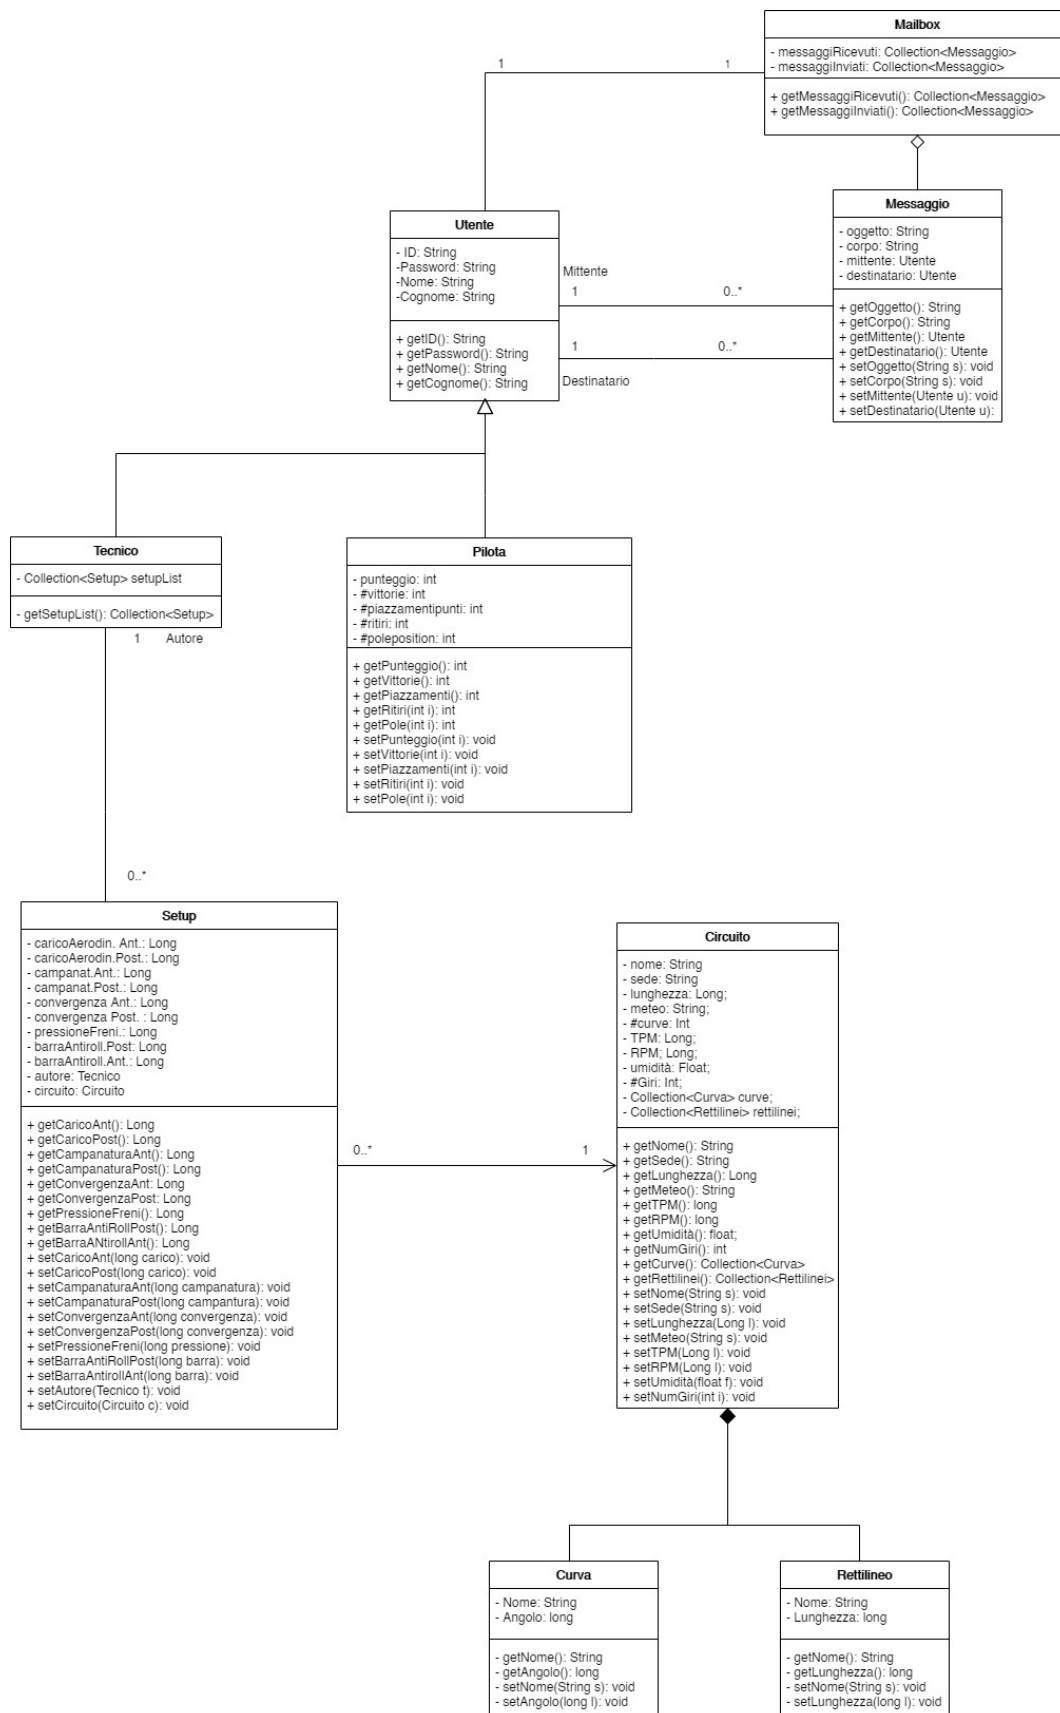 Mailbox
- messaggiRicevuti: Collection<Messaggio>
- messaggiInviati: Collection<Messaggio>
+ getMessaggiRicevuti(): Collection<Messaggio>
+ getMessaggiInviati(): Collection<Messaggio>
1
1
Messaggio
- oggetto: String
- corpo: String
- mittente: Utente
- destinatario: Utente
+ getOggetto(): String
+ getCorpo(): String
+ getMittente(): Utente
+ getDestinatario(): Utente
+ setOggetto(String s): void
+ setCorpo(String s): void
+ setMittente(Utente u): void
+ setDestinatario(Utente u):
Utente
- ID: String
-Password: String
-Nome: String
-Cognome: String
+ getID(): String
+ getPassword(): String
+ getNome(): String
+ getCognome(): String
Mittente
1
0..*
1
0..*
Destinatario
Tecnico
- Collection<Setup> setupList
- getSetupList(): Collection<Setup>
1
Autore
Pilota
- punteggio: int
- #vittorie: int
- #piazzamentipunti: int
- #ritiri: int
- #poleposition: int
+ getPunteggio(): int
+ getVittorie(): int
+ getPiazzamenti(): int
+ getRitiri(int i): int
+ getPole(int i): int
+ setPunteggio(int i): void
+ setVittorie(int i): void
+ setPiazzamenti(int i): void
+ setRitiri(int i): void
+ setPole(int i): void
0..*
Setup
- caricoAerodin. Ant.: Long
- caricoAerodin.Post.: Long
- campanat.Ant.: Long
- campanat.Post.: Long
- convergenza Ant.: Long
- convergenza Post. : Long
- pressioneFreni.: Long
- barraAntiroll.Post: Long
- barraAntiroll.Ant.: Long
- autore: Tecnico
- circuito: Circuito
+ getCaricoAnt(): Long
+ getCaricoPost(): Long
+ getCampanaturaAnt(): Long
+ getCampanaturaPost(): Long
+ getConvergenzaAnt: Long
+ getConvergenzaPost: Long
+ getPressioneFreni(): Long
+ getBarraAntiRollPost(): Long
+ getBarraANtirollAnt(): Long
+ setCaricoAnt(long carico): void
+ setCaricoPost(long carico): void
+ setCampanaturaAnt(long campanatura): void
+ setCampanaturaPost(long campantura): void
+ setConvergenzaAnt(long convergenza): void
+ setConvergenzaPost(long convergenza): void
+ setPressioneFreni(long pressione): void
+ setBarraAntiRollPost(long barra): void
+ setBarraAntirollAnt(long barra): void
+ setAutore(Tecnico t): void
+ setCircuito(Circuito c): void
0..*
1
Circuito
- nome: String
- sede: String
- lunghezza: Long;
- meteo: String;
- #curve: Int
- TPM: Long;
- RPM; Long;
- umidità: Float;
- #Giri: Int;
- Collection<Curva> curve;
- Collection<Rettilinei> rettilinei;
+ getNome(): String
+ getSede(): String
+ getLunghezza(): Long
+ getMeteo(): String
+ getTPM(): long
+ getRPM(): long
+ getUmidità(): float;
+ getNumGiri(): int
+ getCurve(): Collection<Curva>
+ getRettilinei(): Collection<Rettilinei>
+ setNome(String s): void
+ setSede(String s): void
+ setLunghezza(Long l): void
+ setMeteo(String s): void
+ setTPM(Long l): void
+ setRPM(Long l): void
+ setUmidità(float f): void
+ setNumGiri(int i): void
Curva
- Nome: String
- Angolo: long
- getNome(): String
- getAngolo(): long
- setNome(String s): void
- setAngolo(long l): void
Rettilineo
- Nome: String
- Lunghezza: long
- getNome(): String
- getLunghezza(): long
- setNome(String s): void
- setLunghezza(long l): void